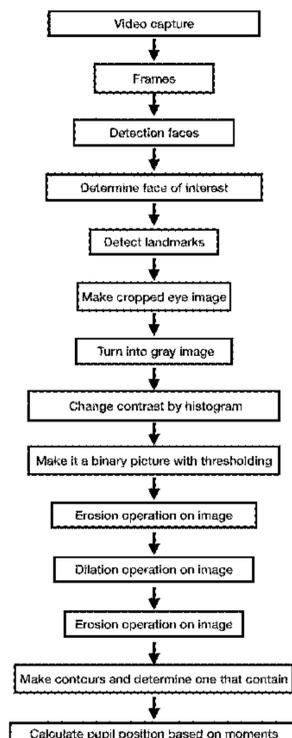 Video capture
Frames
Detection faces
Determine face of interest
Detect landmarks
Make cropped eye image
Turn into gray image
Change contrast by histogram
Make it a binary picture with thresholding
Erosion operation on image
Dilation operation on image
Erosion operation on image
Make contours and determine one that contain
Calculate pupil position based on moments